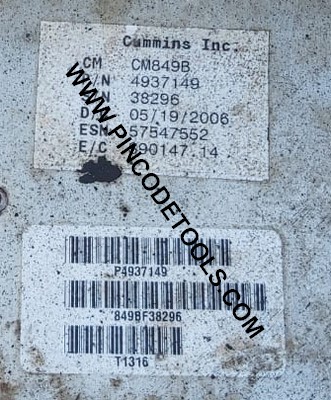 Cummins Inc.
CM CM849B
/N 4937149
N 38296
D 05/19/2006
ESN 57547552
E/C 90147.14
WWW.PINCODETOOLS.COM
P4937149
849BF38296
T1316